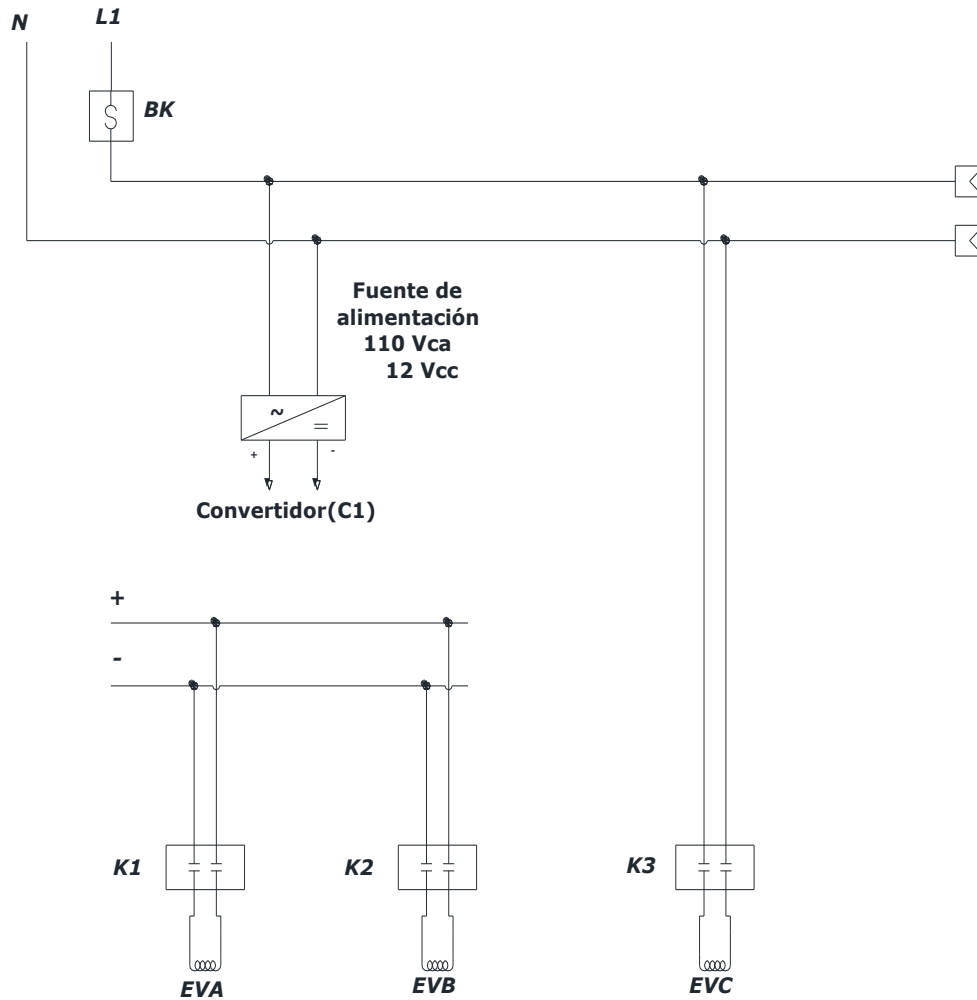 N
L1
BK
Fuente de
alimentación
110 Vca
12 Vcc
~
=
+
-
Convertidor(C1)
+
-
K1
K2
K3
EVA
EVB
EVC